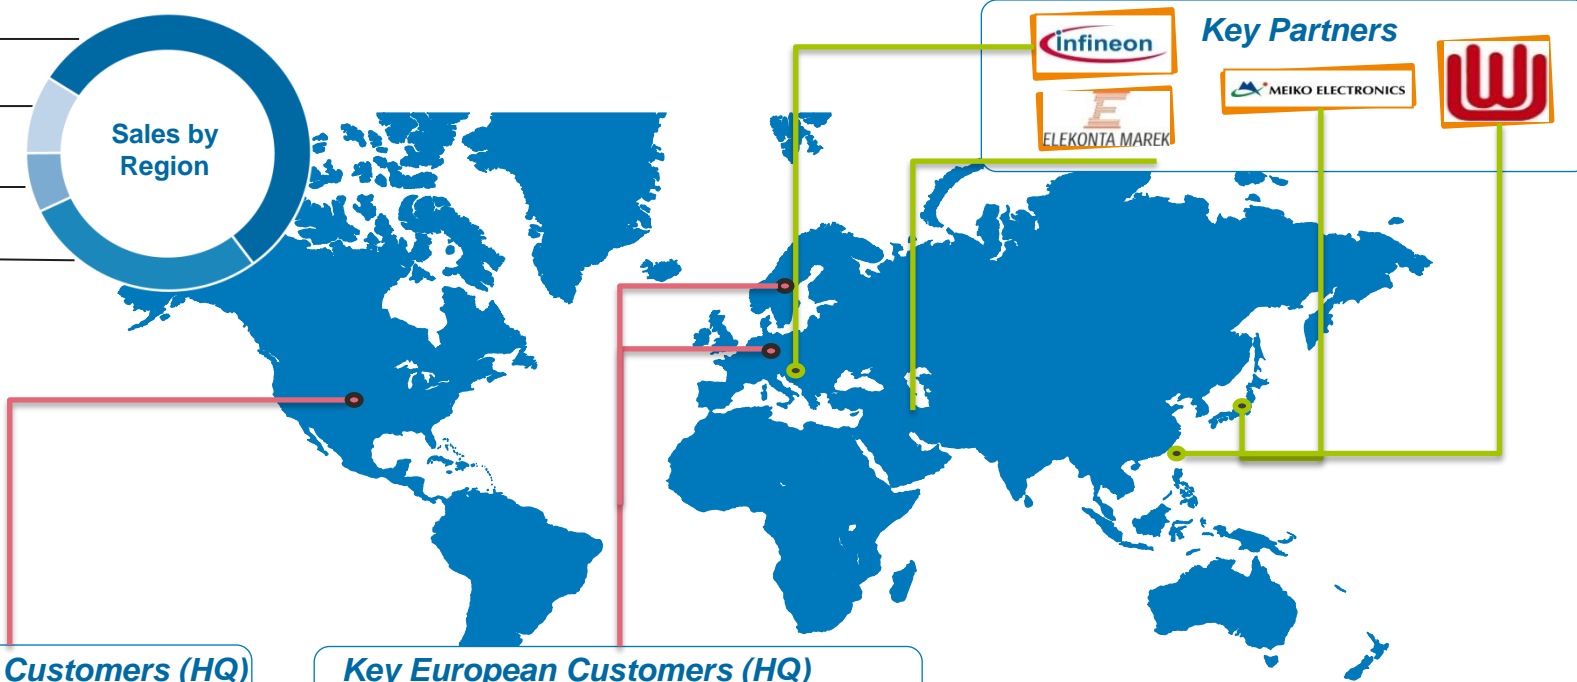 Sales by
Region
Key Partners
infineon
MEIKO ELECTRONICS
W
E
ELEKONTA MAREK
Customers (HQ)
Key European Customers (HQ)